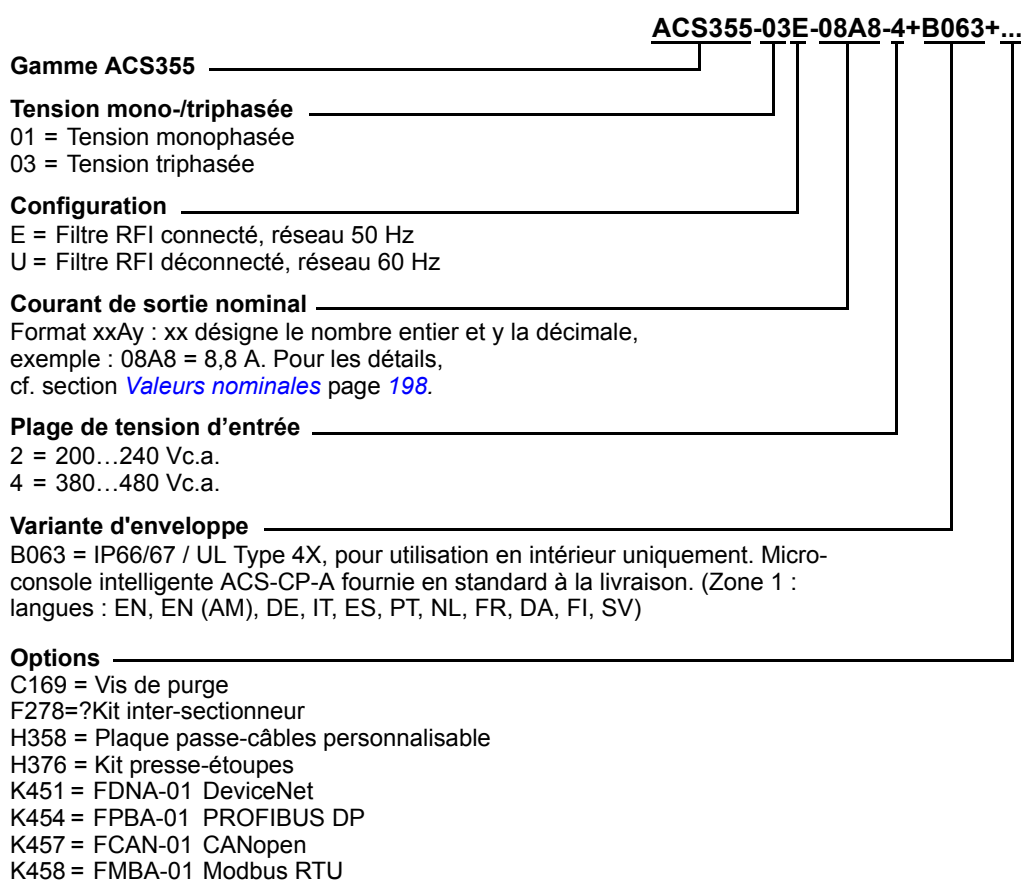 ACS355-03E-08A8-4+B063+...
Gamme ACS355
Tension mono-/triphasée
01 = Tension monophasée
03 = Tension triphasée
Configuration
E = Filtre RFI connecté, réseau 50 Hz
U = Filtre RFI déconnecté, réseau 60 Hz
Courant de sortie nominal
Format xxAy : xx désigne le nombre entier et y la décimale,
exemple : 08A8 = 8,8 A. Pour les détails,
cf. section Valeurs nominales page 198.
Plage de tension d’entrée
2 = 200…240 Vc.a.
4 = 380…480 Vc.a.
Variante d'enveloppe
B063 = IP66/67 / UL Type 4X, pour utilisation en intérieur uniquement. Micro-
console intelligente ACS-CP-A fournie en standard à la livraison. (Zone 1 :
langues : EN, EN (AM), DE, IT, ES, PT, NL, FR, DA, FI, SV)
Options
C169 = Vis de purge
F278=?Kit inter-sectionneur
H358 = Plaque passe-câbles personnalisable
H376 = Kit presse-étoupes
K451 = FDNA-01 DeviceNet
K454 = FPBA-01 PROFIBUS DP
K457 = FCAN-01 CANopen
K458 = FMBA-01 Modbus RTU